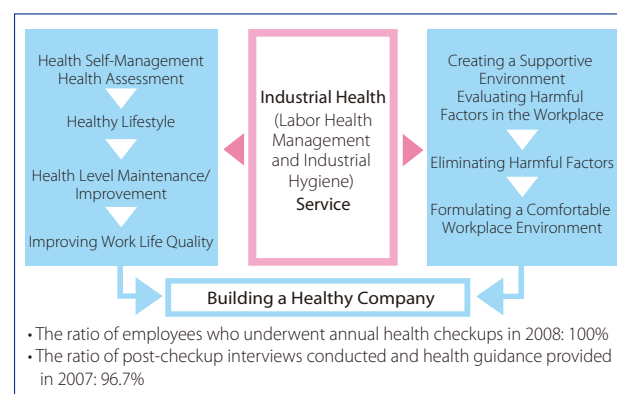 Health Self-Management
Health Assessment
Healthy Lifestyle
Health Level Maintenance/
Improvement
Improving Work Life Quality
Industrial Health
(Labor Health
Management
and Industrial
Hygiene)
Service
Creating a Supportive
Environment
Evaluating Harmful
Factors in the Workplace
Eliminating Harmful Factors
Formulating a Comfortable
Workplace Environment
Building a Healthy Company
• The ratio of employees who underwent annual health checkups in 2008: 100%
• The ratio of post-checkup interviews conducted and health guidance provided
in 2007: 96.7%